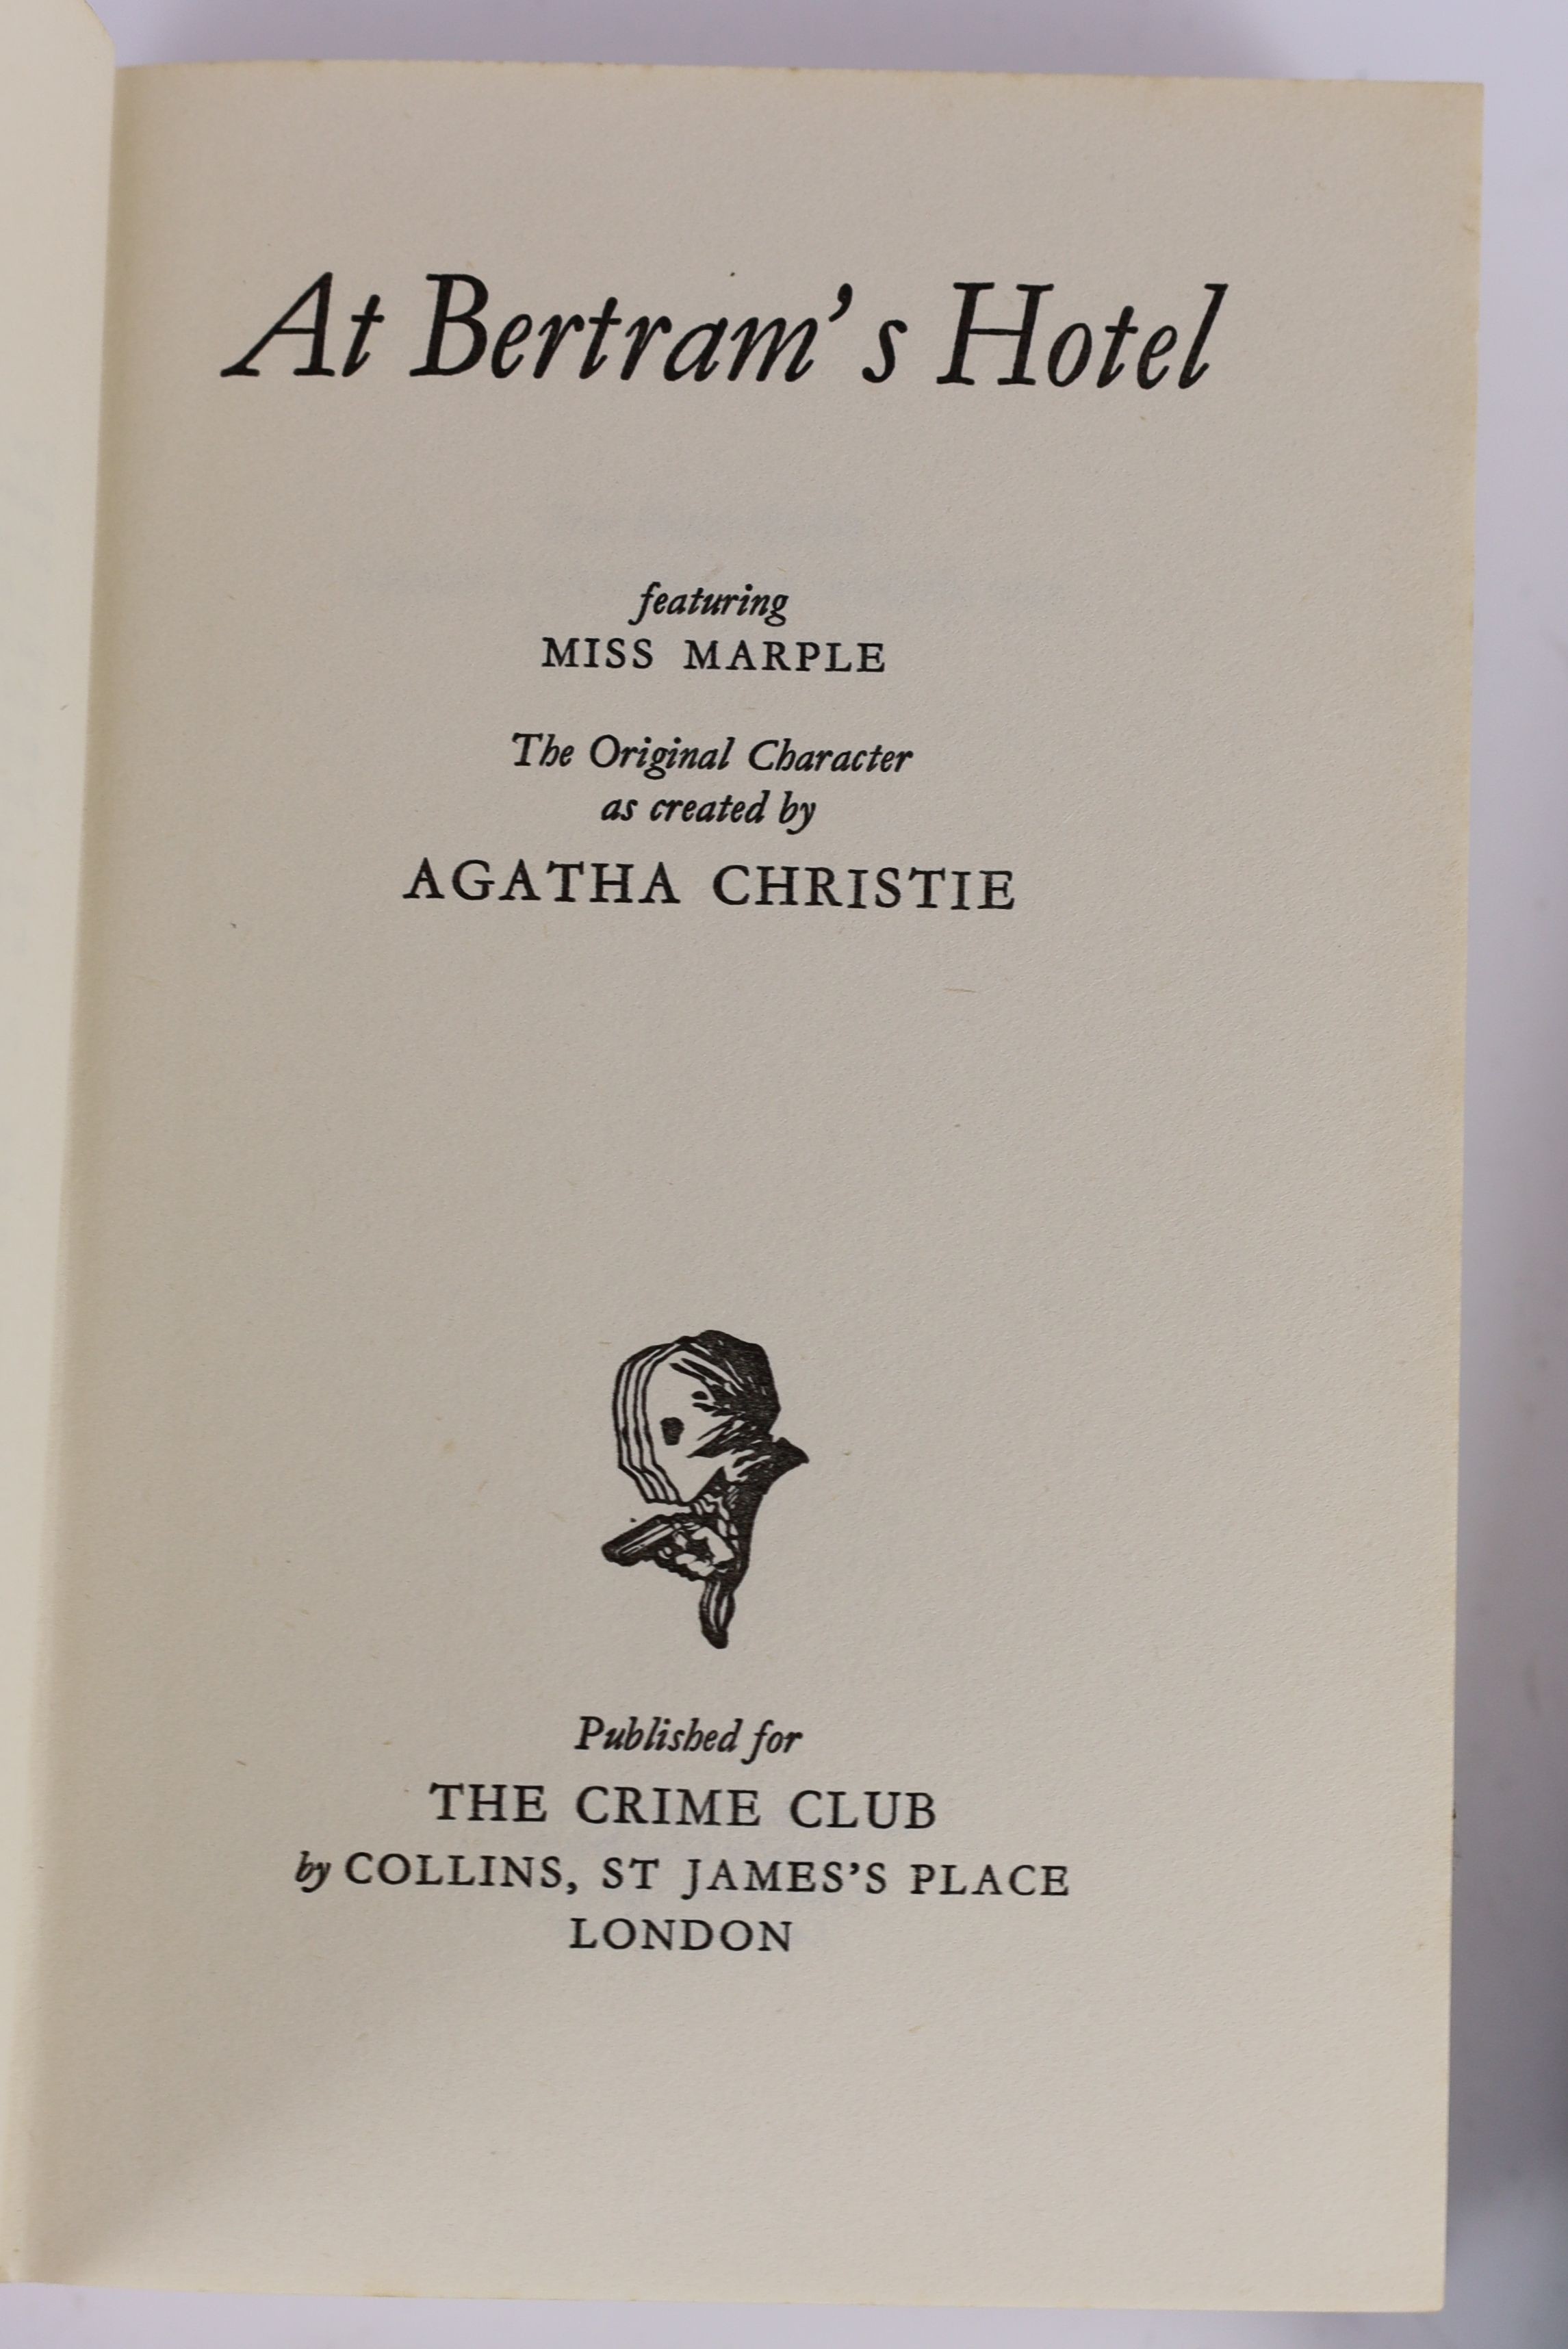 At Bertram's Hotel
featuring
MISS MARPLE
The Original Character
as created by
AGATHA CHRISTIE
Published for
THE CRIME CLUB
by COLLINS, ST JAMES'S PLACE
LONDON